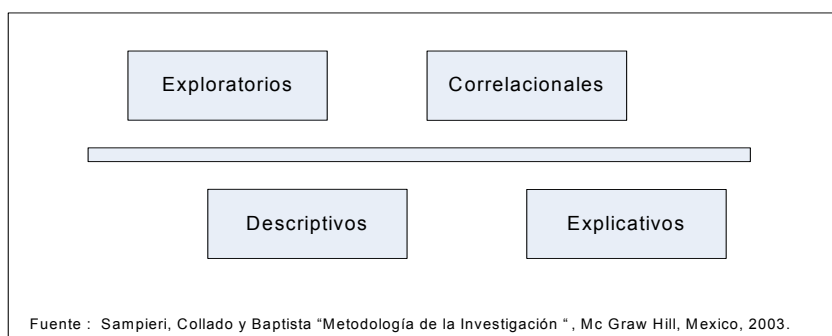 Exploratorios
Correlacionales
Descriptivos
Explicativos
Fuente : Sampieri, Collado y Baptista “Metodología de la Investigación “ , Mc Graw Hill, Mexico, 2003.